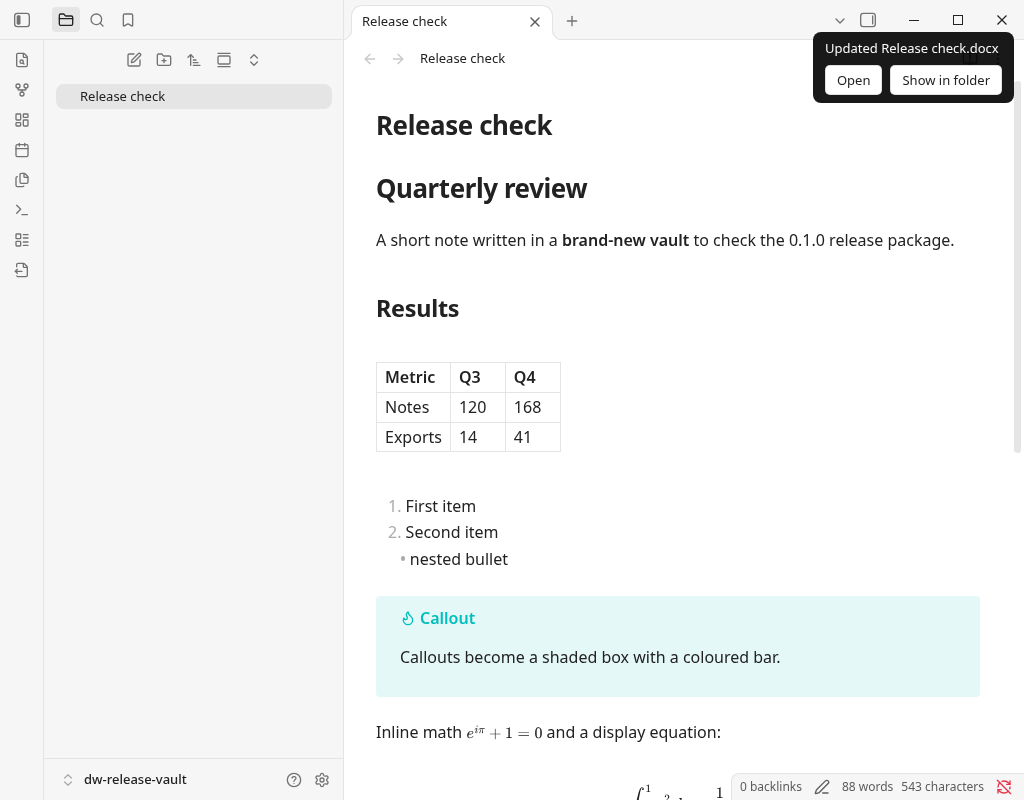 Release check
Updated Release check.docx
Open Show in folder
Release check
Release check
Release check
Quarterly review
A short note written in a brand-new vault to check the 0.1.0 release package.
Results
Metric Q3 Q4
Notes 120 168
Exports 14 41
1. First item
2. Second item
• nested bullet
Callout
Callouts become a shaded box with a coloured bar.
Inline math e^{iπ} + 1 = 0 and a display equation:
dw-release-vault
0 backlinks 88 words 543 characters